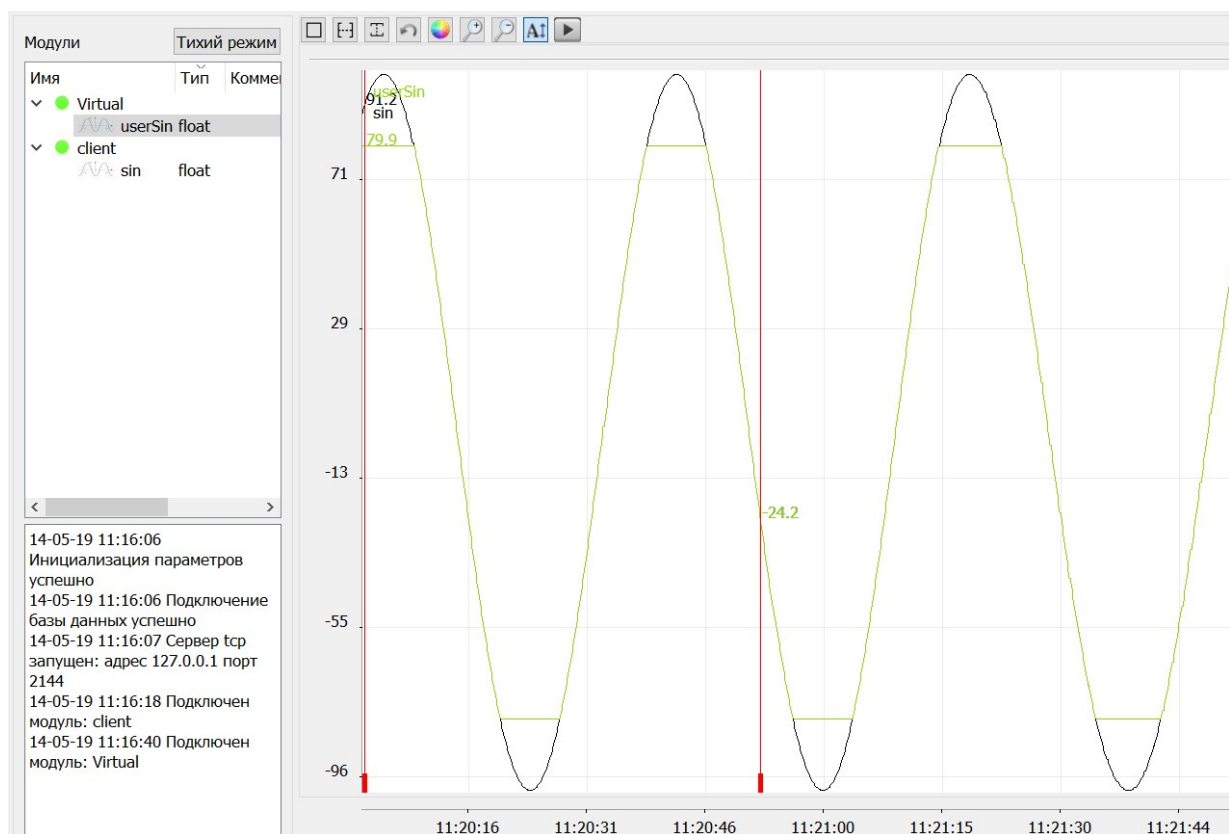 Модули
Тихий режим
Имя
Тип
Virtual
userSin float
client
sin float
14-05-19 11:16:06
Инициализация параметров
успешно
14-05-19 11:16:06 Подключение
базы данных успешно
14-05-19 11:16:07 Сервер tcp
запущен: адрес 127.0.0.1 порт
2144
14-05-19 11:16:18 Подключен
модуль: client
14-05-19 11:16:40 Подключен
модуль: Virtual
userSin
91.2
sin
79.9
71
29
-13
-24.2
-55
-96
11:20:16 11:20:31 11:20:46 11:21:00 11:21:15 11:21:30 11:21:44